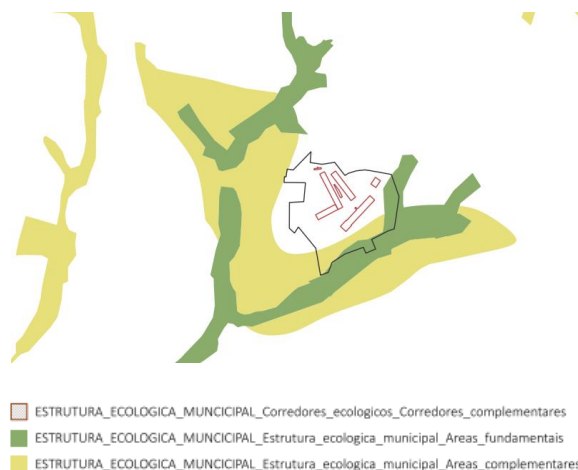 ESTRUTURA_ECOLOGICA_MUNCICIPAL_Corredores_ecologicos_Corredores_complementares
ESTRUTURA_ECOLOGICA_MUNCICIPAL_Estrutura_ecologica_municipal_Areas_fundamentais
ESTRUTURA_ECOLOGICA_MUNCICIPAL_Estrutura_ecologica_municipal_Areas_complementares